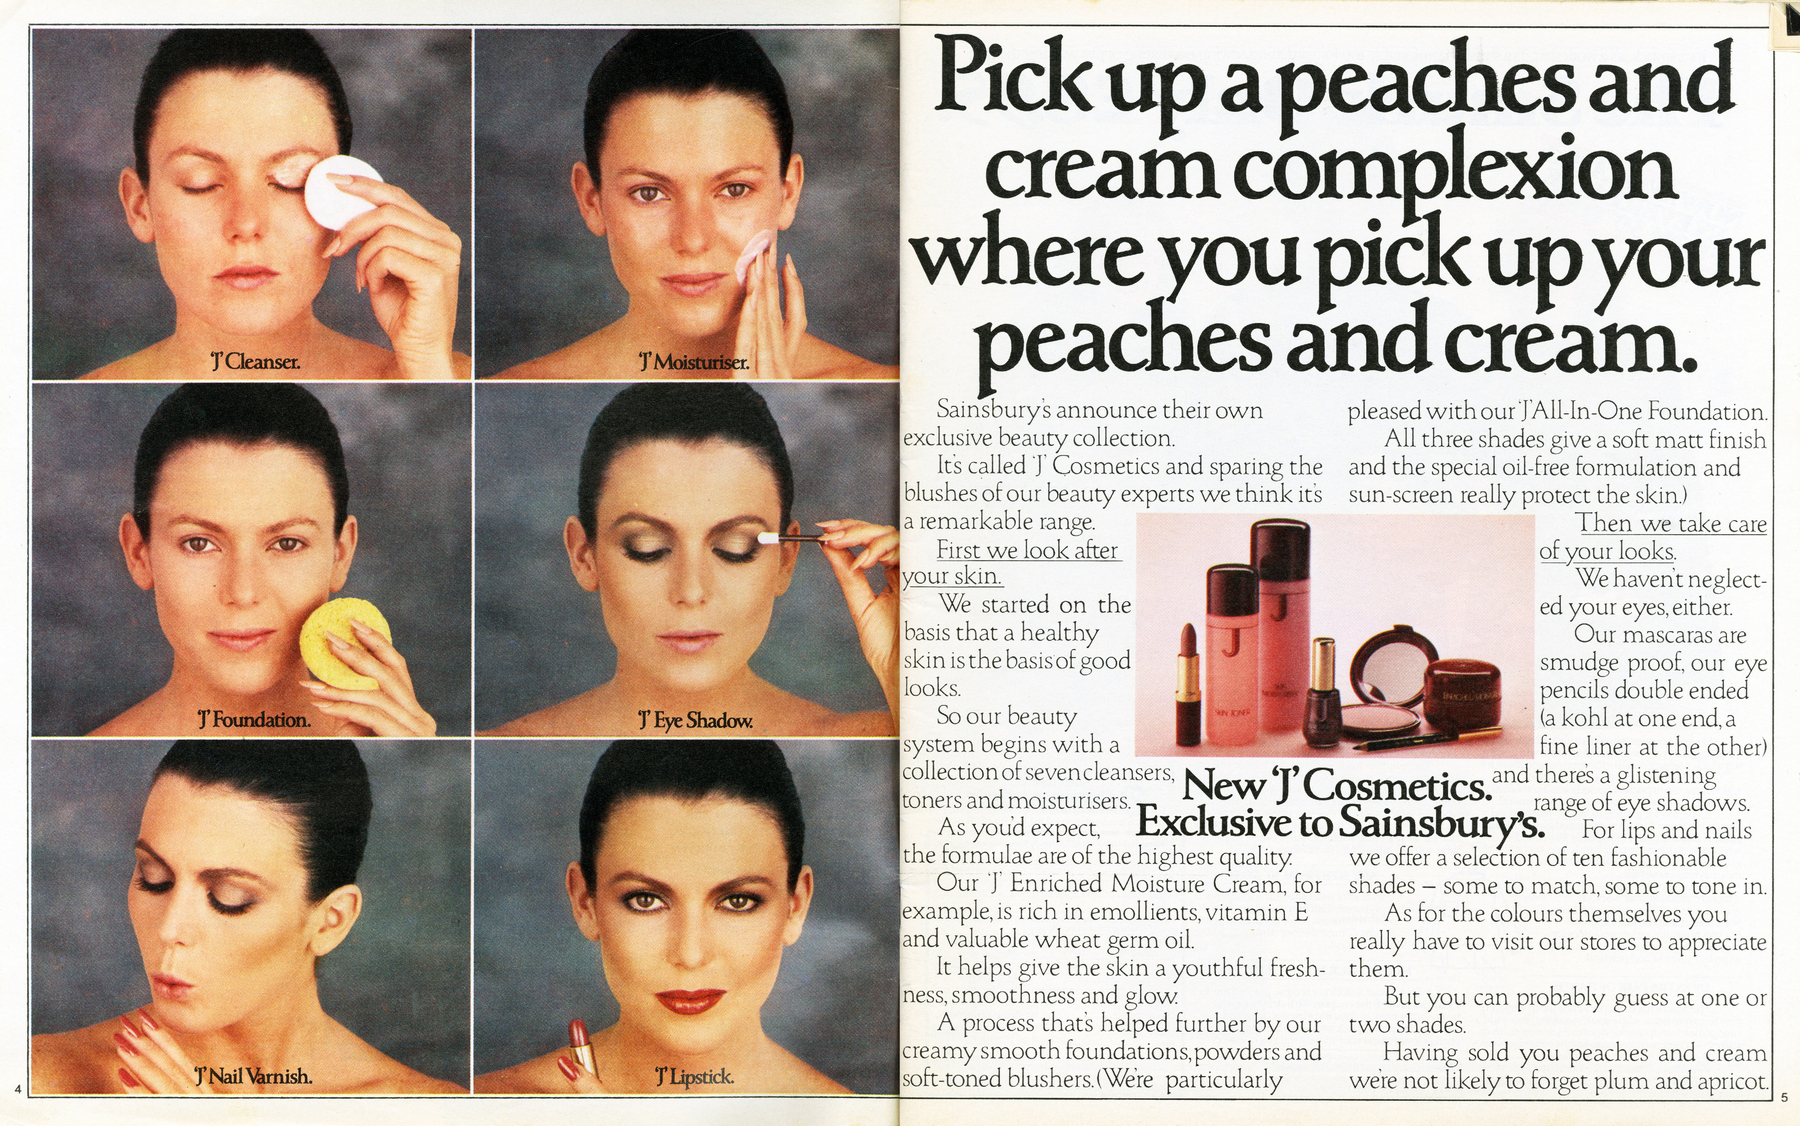 'J' Cleanser.
'J' Moisturiser.
'J' Foundation.
'J' Eye Shadow.
'J' Nail Varnish.
'J' Lipstick.
4
Pick up a peaches and
cream complexion
where you pick up your
peaches and cream.
Sainsbury's announce their own
exclusive beauty collection.
It's called 'J' Cosmetics and sparing the
blushes of our beauty experts we think it's
a remarkable range.
First we look after
your skin.
We started on the
basis that a healthy
skin is the basis of good
looks.
So our beauty
system begins with a
collection of seven cleansers,
toners and moisturisers.
As you'd expect,
the formulae are of the highest quality.
Our 'J' Enriched Moisture Cream, for
example, is rich in emollients, vitamin E
and valuable wheat germ oil.
It helps give the skin a youthful fresh-
ness, smoothness and glow.
A process that's helped further by our
creamy smooth foundations, powders and
soft-toned blushers. (We're particularly
pleased with our 'J' All-In-One Foundation.
All three shades give a soft matt finish
and the special oil-free formulation and
sun-screen really protect the skin.)
Then we take care
of your looks.
We haven't neglect-
ed your eyes, either.
Our mascaras are
smudge proof, our eye
pencils double ended
(a kohl at one end, a
fine liner at the other)
and there's a glistening
range of eye shadows.
For lips and nails
we offer a selection of ten fashionable
shades – some to match, some to tone in.
As for the colours themselves you
really have to visit our stores to appreciate
them.
But you can probably guess at one or
two shades.
Having sold you peaches and cream
we're not likely to forget plum and apricot.
J
SKIN TONER
J
SKIN
New 'J' Cosmetics.
Exclusive to Sainsbury's.
5